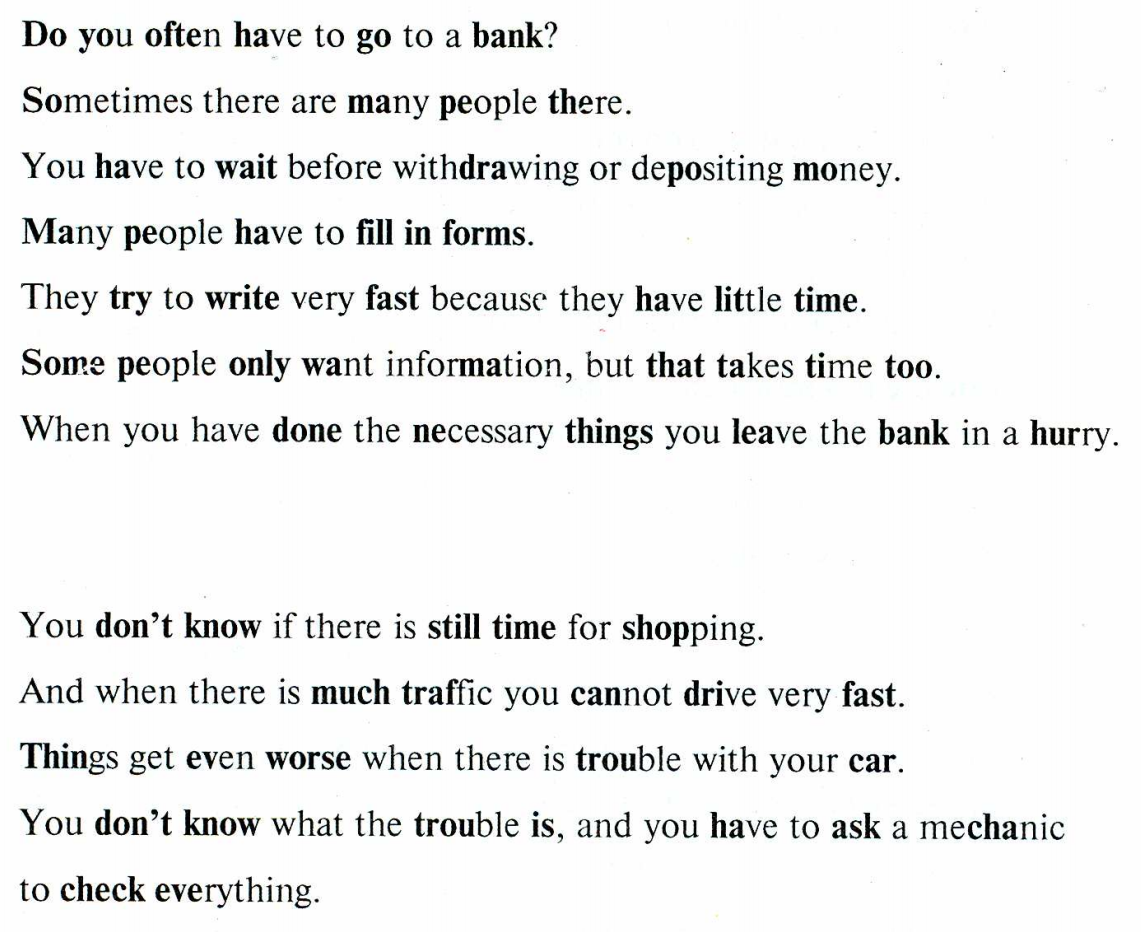 Do you often have to go to a bank?
Sometimes there are many people there.
You have to wait before withdrawing or depositing money.
Many people have to fill in forms.
They try to write very fast because they have little time.
Some people only want information, but that takes time too.
When you have done the necessary things you leave the bank in a hurry.
You don't know if there is still time for shopping.
And when there is much traffic you cannot drive very fast.
Things get even worse when there is trouble with your car.
You don't know what the trouble is, and you have to ask a mechanic
to check everything.